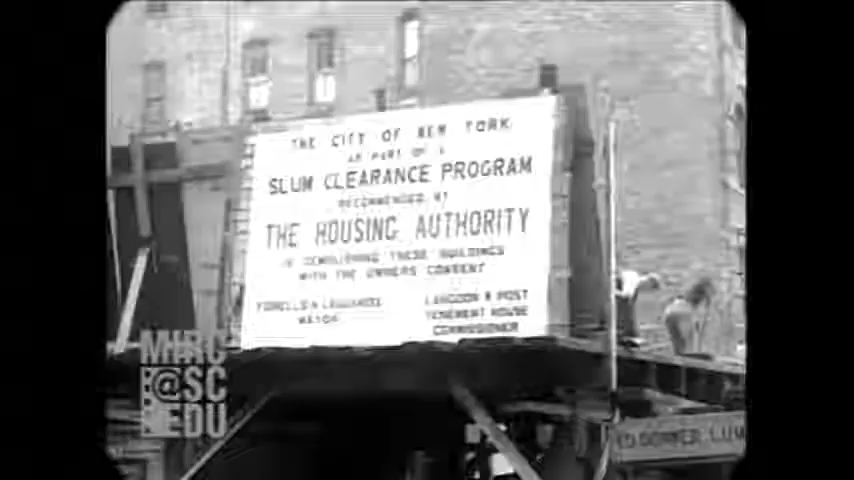 THE CITY OF NEW YORK
AS PART OF A
SLUM CLEARANCE PROGRAM
RECOMMENDED BY
THE HOUSING AUTHORITY
IS DEMOLISHING THESE BUILDINGS
WITH THE OWNERS CONSENT
MAYOR
LANGDON W POST
TENEMENT HOUSE
COMMISSIONER
MIRC
@SC
EDU
LUM